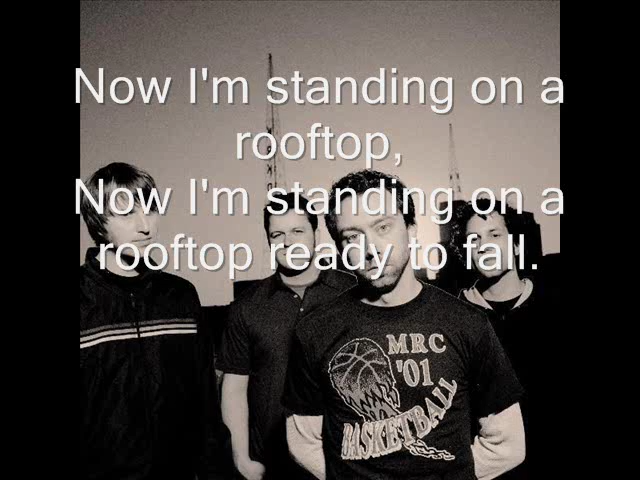 Now I'm standing on a
rooftop,
Now I'm standing on a
rooftop ready to fall.
MRC
'01
BASKETBALL